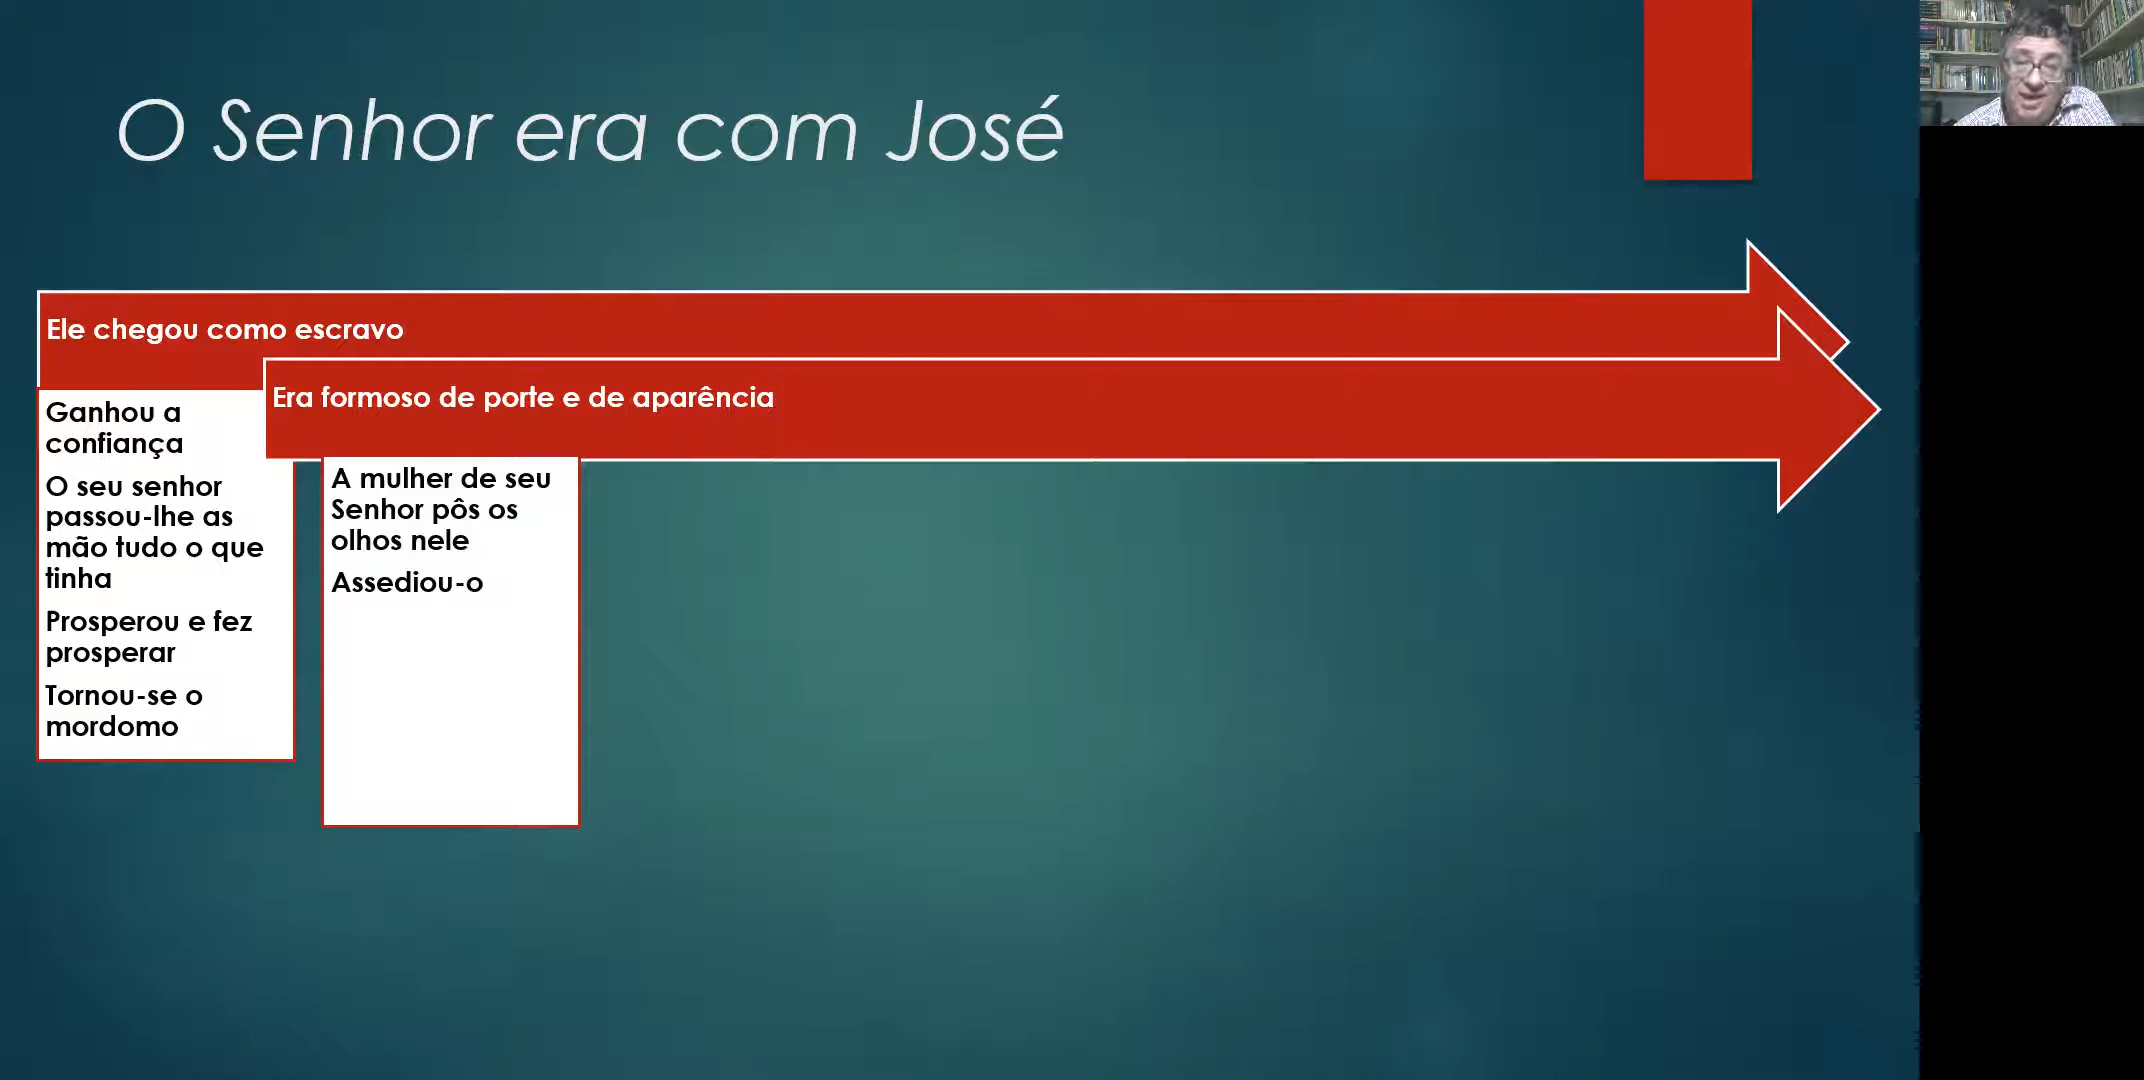 O Senhor era com José
Ele chegou como escravo
Ganhou a
confiança
O seu senhor
passou-lhe as
mão tudo o que
tinha
Prosperou e fez
prosperar
Tornou-se o
mordomo
Era formoso de porte e de aparência
A mulher de seu
Senhor pôs os
olhos nele
Assediou-o